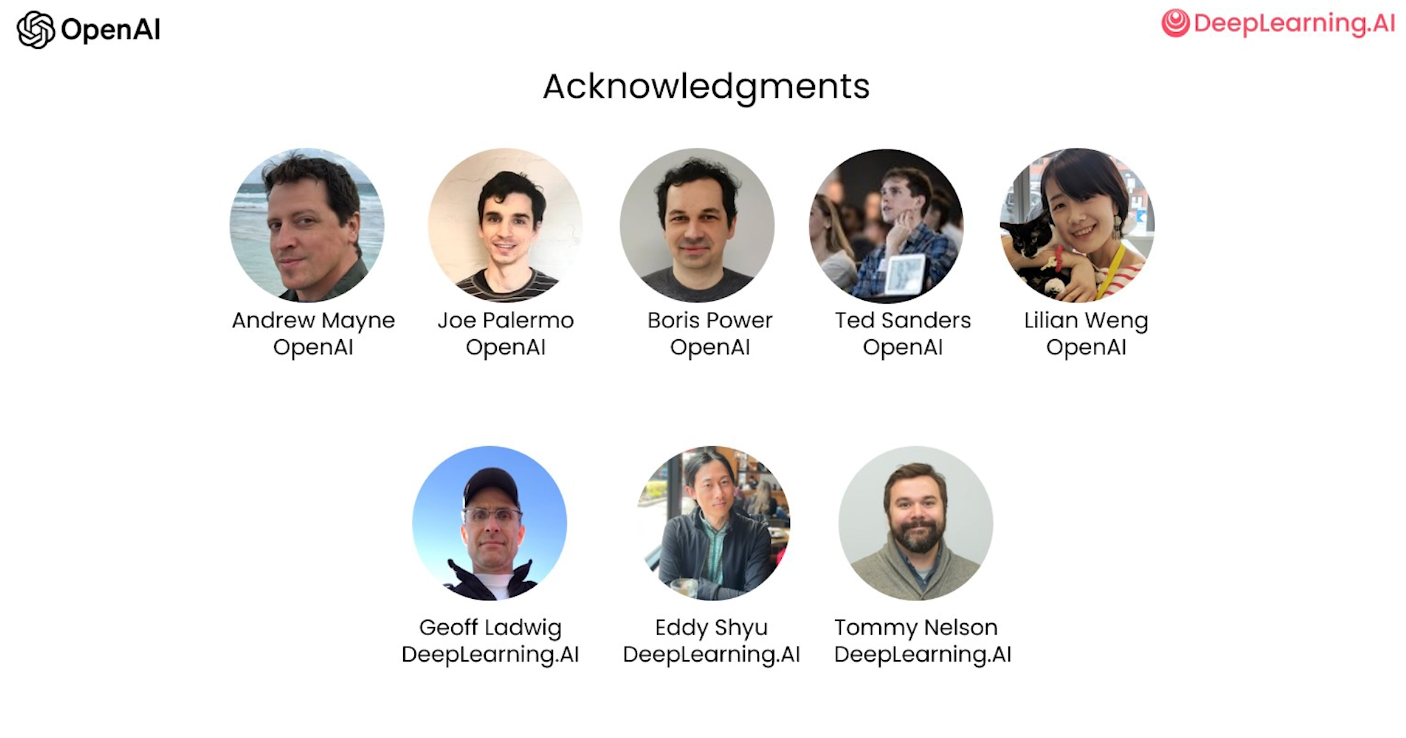 OpenAI
DeepLearning.AI
Acknowledgments
Andrew Mayne
OpenAI
Joe Palermo
OpenAI
Boris Power
OpenAI
Ted Sanders
OpenAI
Lilian Weng
OpenAI
Geoff Ladwig
DeepLearning.AI
Eddy Shyu
DeepLearning.AI
Tommy Nelson
DeepLearning.AI